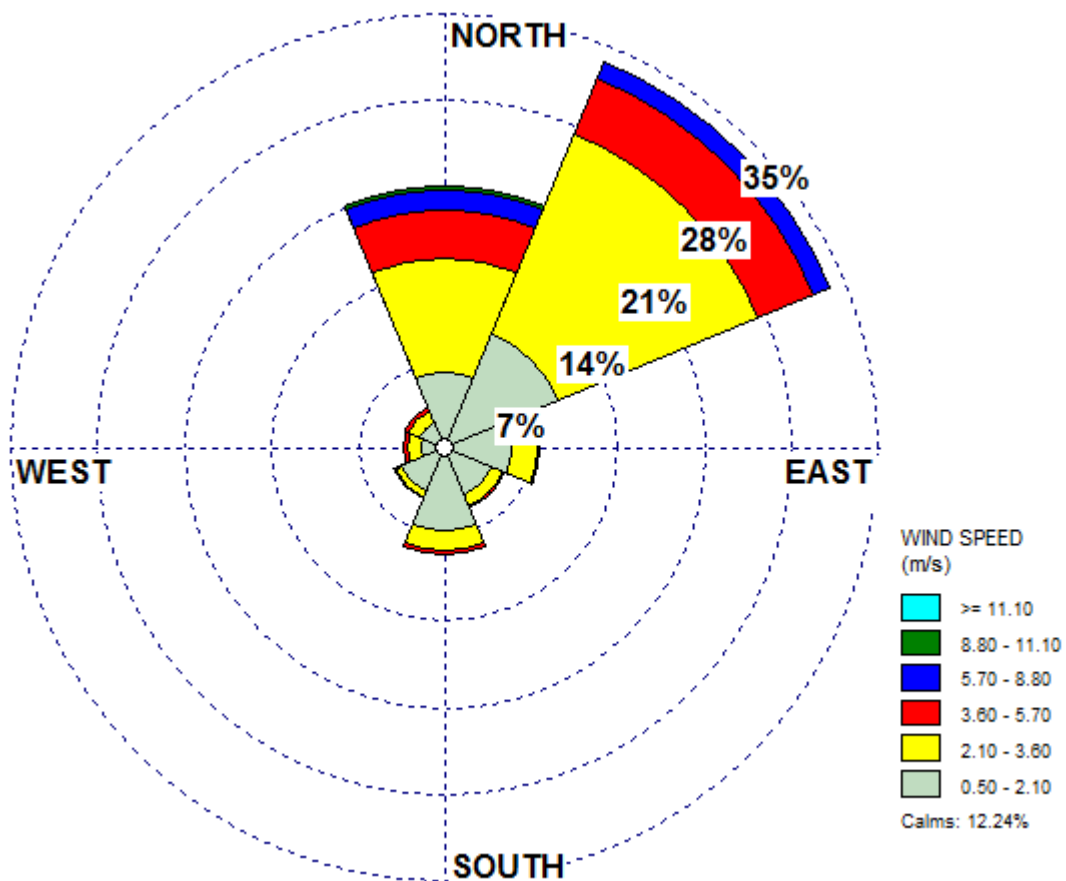 NORTH
35%
28%
21%
14%
7%
WEST
EAST
SOUTH
WIND SPEED
(m/s)
>= 11.10
8.80 - 11.10
5.70 - 8.80
3.60 - 5.70
2.10 - 3.60
0.50 - 2.10
Calms: 12.24%